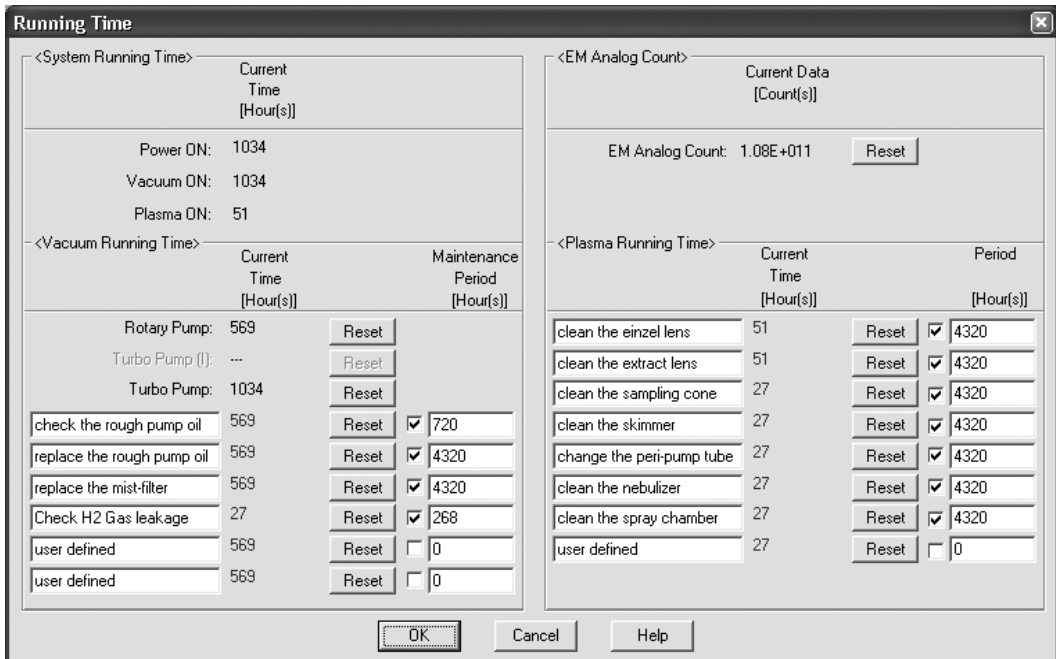 Running Time
<System Running Time>
Current
Time
[Hour(s)]
Power ON: 1034
Vacuum ON: 1034
Plasma ON: 51
<EM Analog Count>
Current Data
[Count(s)]
EM Analog Count: 1.08E+011 Reset
<Vacuum Running Time>
Current Maintenance
Time Period
[Hour(s)] [Hour(s)]
Rotary Pump: 569 Reset
Turbo Pump (I): --- Reset
Turbo Pump: 1034 Reset
check the rough pump oil 569 Reset 720
replace the rough pump oil 569 Reset 4320
replace the mist-filter 569 Reset 4320
Check H2 Gas leakage 27 Reset 268
user defined 569 Reset 0
user defined 569 Reset 0
<Plasma Running Time>
Current Period
Time
[Hour(s)] [Hour(s)]
clean the einzel lens 51 Reset 4320
clean the extract lens 51 Reset 4320
clean the sampling cone 27 Reset 4320
clean the skimmer 27 Reset 4320
change the peri-pump tube 27 Reset 4320
clean the nebulizer 27 Reset 4320
clean the spray chamber 27 Reset 4320
user defined 27 Reset 0
OK Cancel Help